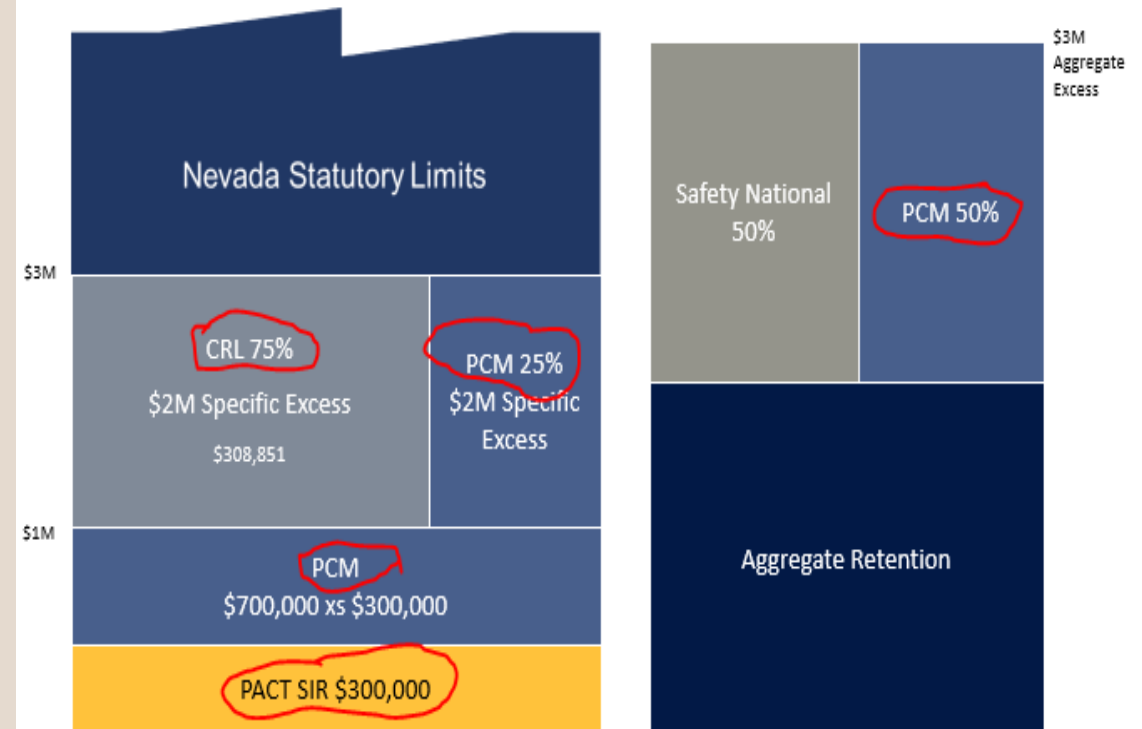 Nevada Statutory Limits
$3M
CRL 75%
$2M Specific Excess
$308,851
PCM 25%
$2M Specific
Excess
$1M
PCM
$700,000 xs $300,000
PACT SIR $300,000
$3M
Aggregate
Excess
Safety National
50%
PCM 50%
Aggregate Retention